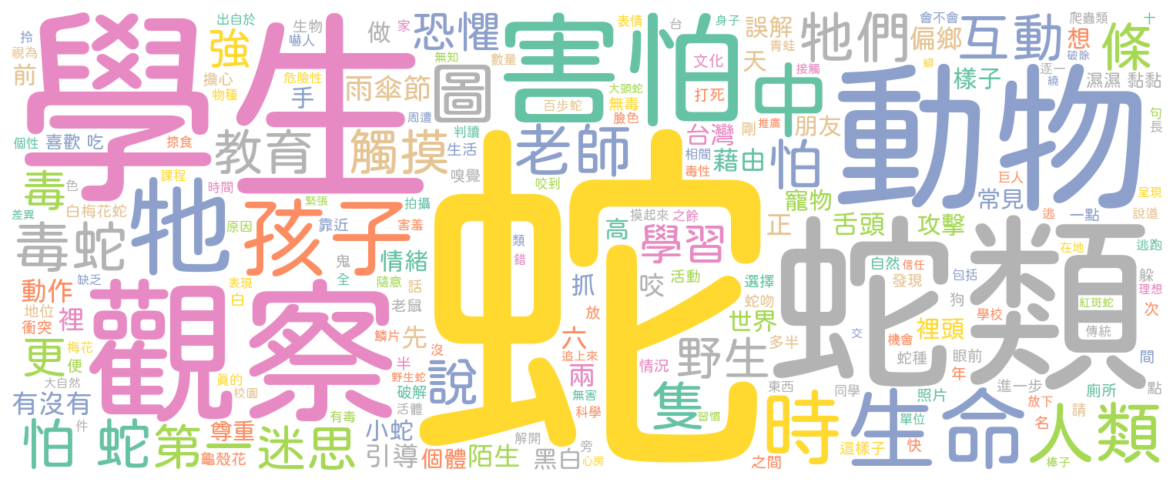 拎
出自於
生物
家
表情
台
身子
會不會
爬蟲類
十
學生
強
做
恐懼
害怕
誤解
牠們
偏鄉
互動
想
條
視為
嚇人
無知
數量
青蛙
接觸
蟒
逐一
繞
破除
前
擔心
危險性
手
雨傘節
圖
大頭蛇
文化
天
樣子
濕濕
黏黏
物種
周遭
百步蛇
無毒
打死
中
動物
個性
喜歡
吃
掠食
教育
觸摸
判讀
生活
老師
臉色
台灣
剛
推廣
朋友
句
長
毒
色
課程
時間
嗅覺
相間
藉由
怕
毒性
巨人
常見
呈現
白梅花蛇
牠
緊張
拍攝
咬到
蛇
寵物
差異
原因
孩子
靠近
害羞
摸起來
之餘
高
學習
正
舌頭
攻擊
逃
一點
說道
毒蛇
類
錯
鬼
全
情緒
活動
選擇
自然
信任
在地
逃跑
缺乏
表現
白
隨意
話
抓
咬
蛇吻
發現
包括
蛇類
躲
理想
動作
地位
衝突
裡
觀察
老鼠
放
世界
狗
紅斑蛇
學校
次
鱗片
先
六
追上來
裡頭
機會
傳統
更
梅花
便
半
沒
情況
野生
多半
交
蛇種
眼前
年
間
大自然
真的
校園
野生蛇
破解
說
兩
無害
隻
東西
同學
照片
進一步
廁所
點
有沒有
件
有毒
活體
科學
習慣
時
單位
生命
放下
名
請
人類
怕
蛇
第一
迷思
尊重
龜殼花
小蛇
引導
個體
陌生
解開
黑白
旁
心房
之間
這樣子
快
棒子